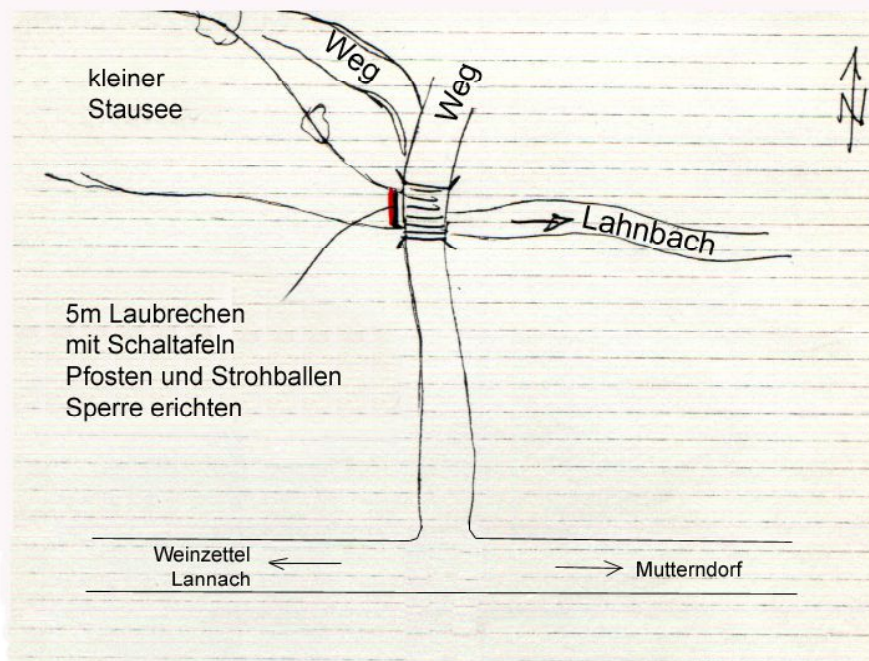 Weg
Weg
kleiner
Stausee
N
Lahnbach
5m Laubrechen
mit Schaltafeln
Pfosten und Strohballen
Sperre erichten
Weinzettel
Lannach
Mutterndorf